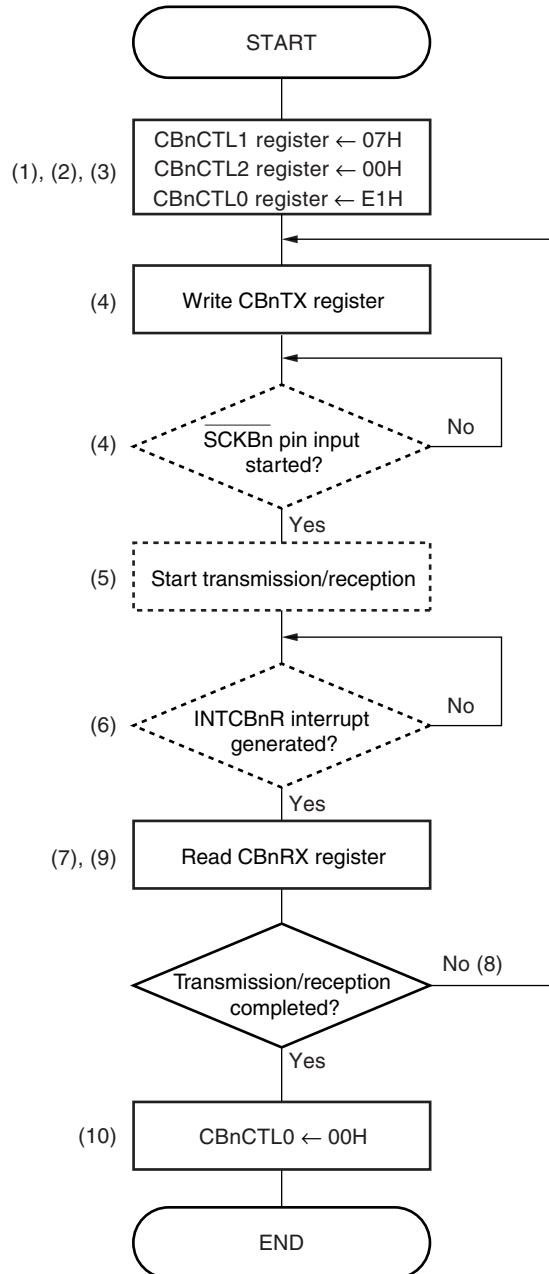 START
(1), (2), (3)
CBnCTL1 register ← 07H
CBnCTL2 register ← 00H
CBnCTL0 register ← E1H
(4)
Write CBnTX register
(4)
SCKBn pin input
started?
No
Yes
(5)
Start transmission/reception
(6)
INTCBnR interrupt
generated?
No
Yes
(7), (9)
Read CBnRX register
Transmission/reception
completed?
No (8)
Yes
(10)
CBnCTL0 ← 00H
END